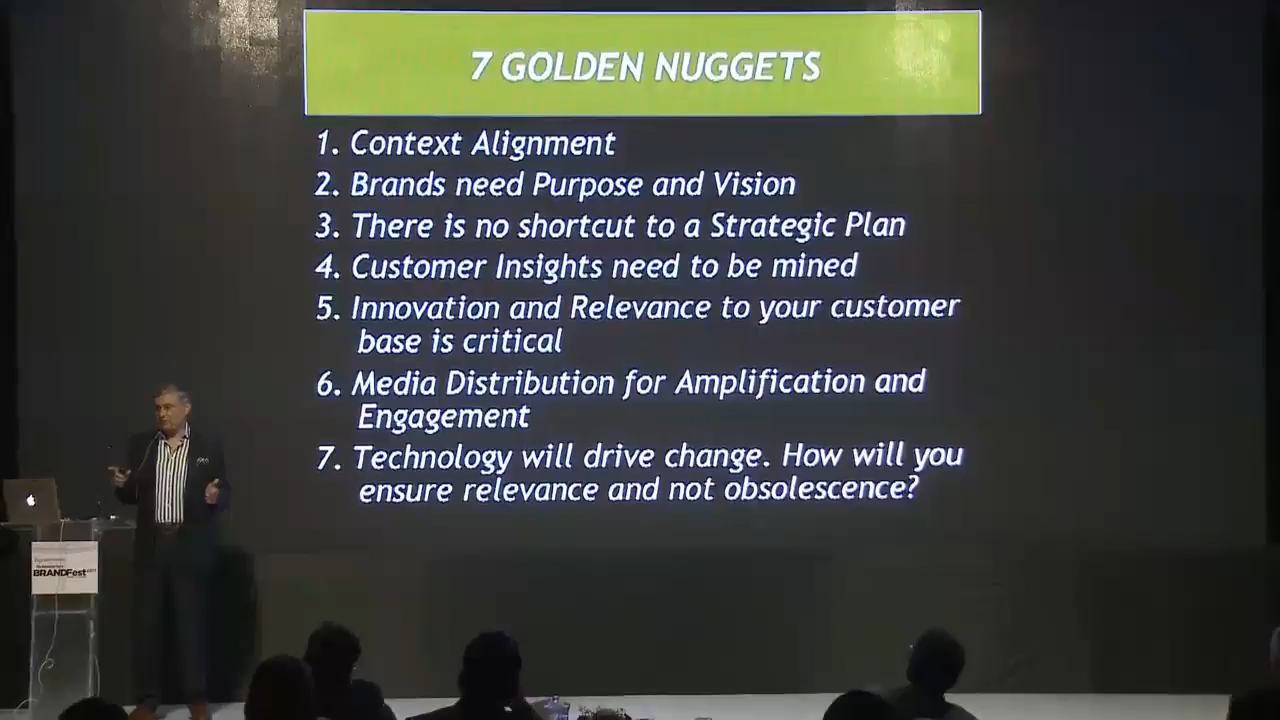 7 GOLDEN NUGGETS
1. Context Alignment
2. Brands need Purpose and Vision
3. There is no shortcut to a Strategic Plan
4. Customer Insights need to be mined
5. Innovation and Relevance to your customer
base is critical
6. Media Distribution for Amplification and
Engagement
7. Technology will drive change. How will you
ensure relevance and not obsolescence?
BRANDFest